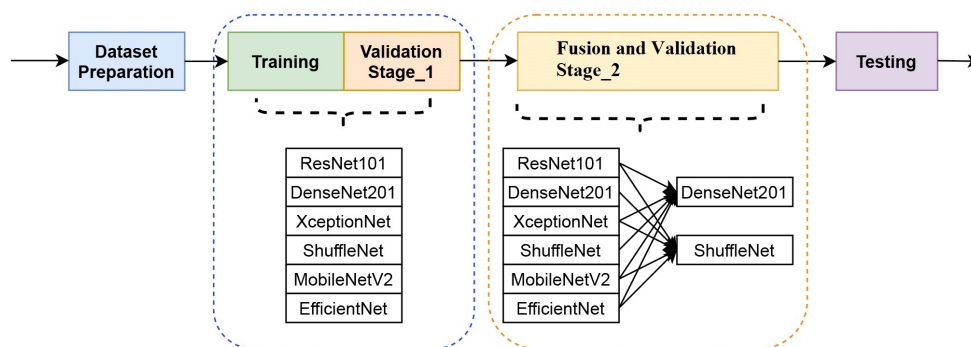 Dataset
Preparation
Training
Validation
Stage_1
Fusion and Validation
Stage_2
Testing
ResNet101
DenseNet201
XceptionNet
ShuffleNet
MobileNetV2
EfficientNet
ResNet101
DenseNet201
XceptionNet
ShuffleNet
MobileNetV2
EfficientNet
DenseNet201
ShuffleNet